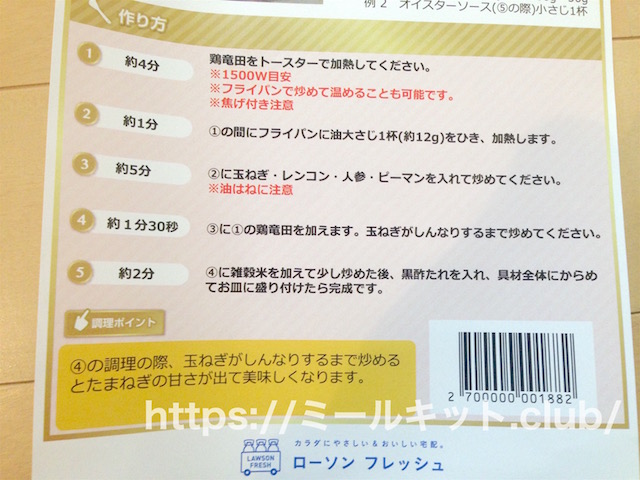 例２ オイスターソース(⑤の際)小さじ1杯
作り方
1
約4分
鶏竜田をトースターで加熱してください。
※1500W目安
※フライパンで炒めて温めることも可能です。
※焦げ付き注意
2
約1分
①の間にフライパンに油大さじ1杯(約12g)をひき、加熱します。
3
約5分
②に玉ねぎ・レンコン・人参・ピーマンを入れて炒めてください。
※油はねに注意
4
約１分30秒
③に①の鶏竜田を加えます。玉ねぎがしんなりするまで炒めてください。
5
約2分
④に雑穀米を加えて少し炒めた後、黒酢たれを入れ、具材全体にからめ
てお皿に盛り付けたら完成です。
調理ポイント
④の調理の際、玉ねぎがしんなりするまで炒める
とたまねぎの甘さが出て美味しくなります。
2 700000 001882
https://ミールキット.club/
カラダにやさしい＆おいしい宅配。
LAWSON
FRESH
ローソン フレッシュ